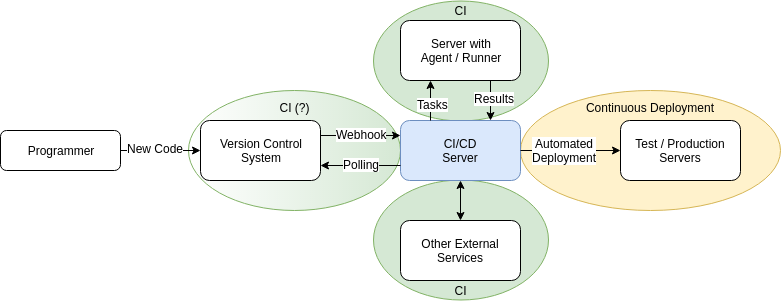 CI
Server with
Agent / Runner
Tasks
Results
CI (?)
Continuous Deployment
Programmer
New Code
Version Control
System
Webhook
Polling
CI/CD
Server
Automated
Deployment
Test / Production
Servers
Other External
Services
CI